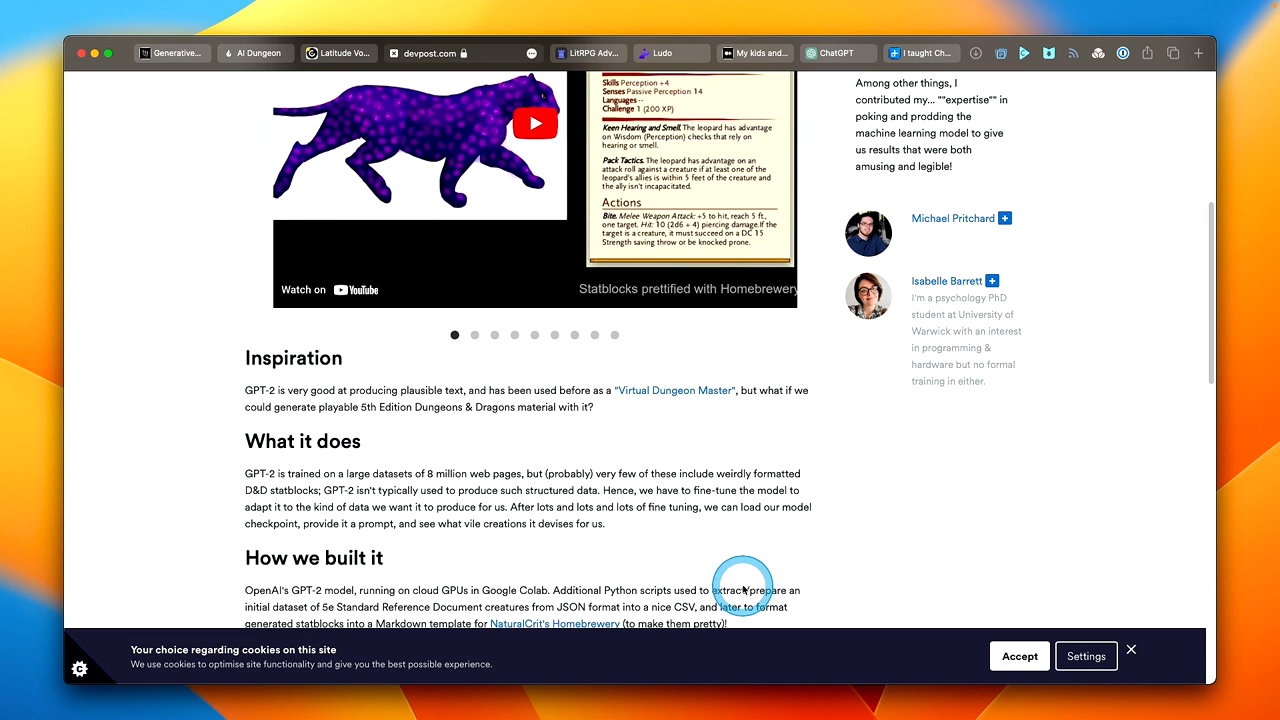 Generative...
AI Dungeon
Latitude Vo...
devpost.com
LitRPG Adv...
Ludo
My kids and...
ChatGPT
I taught Ch...
Skills Perception +4
Senses Passive Perception 14
Languages --
Challenge 1 (200 XP)
Keen Hearing and Smell. The leopard has advantage
on Wisdom (Perception) checks that rely on
hearing or smell.
Pack Tactics. The leopard has advantage on an
attack roll against a creature if at least one of the
leopard's allies is within 5 feet of the creature and
the ally isn't incapacitated.
Actions
Bite. Melee Weapon Attack: +5 to hit, reach 5 ft.,
one target. Hit: 10 (2d6 + 4) piercing damage.If the
target is a creature, it must succeed on a DC 15
Strength saving throw or be knocked prone.
Watch on YouTube
Statblocks prettified with Homebrewery
Among other things, I
contributed my... ""expertise"" in
poking and prodding the
machine learning model to give
us results that were both
amusing and legible!
Michael Pritchard
Isabelle Barrett
I'm a psychology PhD
student at University of
Warwick with an interest
in programming &
hardware but no formal
training in either.
Inspiration
GPT-2 is very good at producing plausible text, and has been used before as a "Virtual Dungeon Master", but what if we
could generate playable 5th Edition Dungeons & Dragons material with it?
What it does
GPT-2 is trained on a large datasets of 8 million web pages, but (probably) very few of these include weirdly formatted
D&D statblocks; GPT-2 isn't typically used to produce such structured data. Hence, we have to fine-tune the model to
adapt it to the kind of data we want it to produce for us. After lots and lots and lots of fine tuning, we can load our model
checkpoint, provide it a prompt, and see what vile creations it devises for us.
How we built it
OpenAI's GPT-2 model, running on cloud GPUs in Google Colab. Additional Python scripts used to extract/prepare an
initial dataset of 5e Standard Reference Document creatures from JSON format into a nice CSV, and later to format
generated statblocks into a Markdown template for NaturalCrit's Homebrewery (to make them pretty)!
Your choice regarding cookies on this site
We use cookies to optimise site functionality and give you the best possible experience.
Accept
Settings